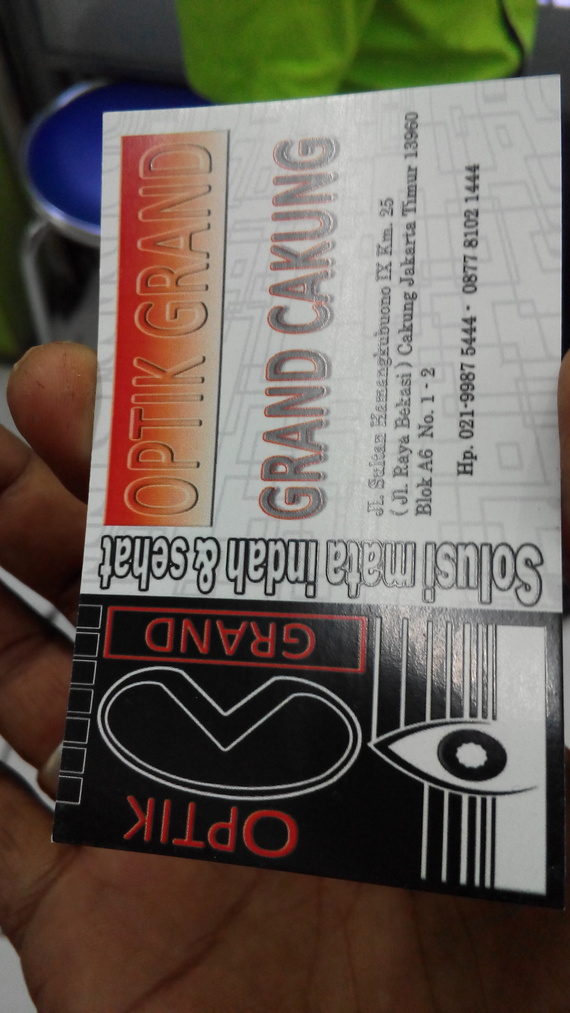 OPTIK GRAND
GRAND CAKUNG
Jl. Sultan Hamangkubuono IX Km. 25
( Jl. Raya Bekasi ) Cakung Jakarta Timur 13960
Blok A6 No. 1 - 2
Hp. 021-9987 5444 - 0877 8102 1444
Solusi mata indah & sehat
OPTIK
GRAND